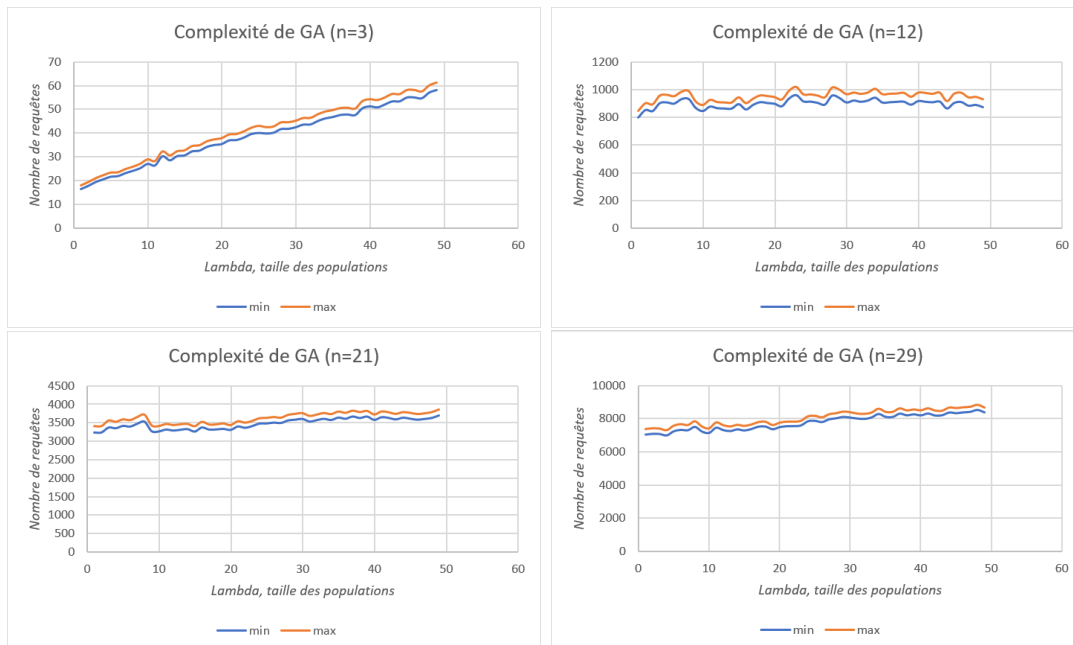 Complexité de GA (n=3)
Nombre de requêtes
70
60
50
40
30
20
10
0
0 10 20 30 40 50 60
Lambda, taille des populations
min max
Complexité de GA (n=12)
Nombre de requêtes
1200
1000
800
600
400
200
0
0 10 20 30 40 50 60
Lambda, taille des populations
min max
Complexité de GA (n=21)
Nombre de requêtes
4500
4000
3500
3000
2500
2000
1500
1000
500
0
0 10 20 30 40 50 60
Lambda, taille des populations
min max
Complexité de GA (n=29)
Nombre de requêtes
10000
8000
6000
4000
2000
0
0 10 20 30 40 50 60
Lambda, taille des populations
min max